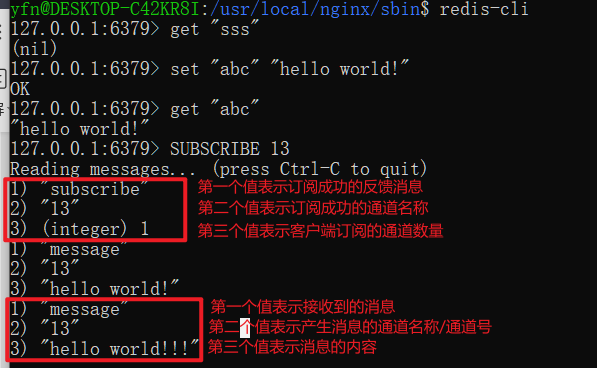 yfn@DESKTOP-C42KR8I:/usr/local/nginx/sbin$ redis-cli
127.0.0.1:6379> get "sss"
(nil)
127.0.0.1:6379> set "abc" "hello world!"
OK
127.0.0.1:6379> get "abc"
"hello world!"
127.0.0.1:6379> SUBSCRIBE 13
Reading messages... (press Ctrl-C to quit)
1) "subscribe" 第一个值表示订阅成功的反馈消息
2) "13" 第二个值表示订阅成功的通道名称
3) (integer) 1 第三个值表示客户端订阅的通道数量
1) "message"
2) "13"
3) "hello world!"
1) "message" 第一个值表示接收到的消息
2) "13" 第二个值表示产生消息的通道名称/通道号
3) "hello world!!!" 第三个值表示消息的内容